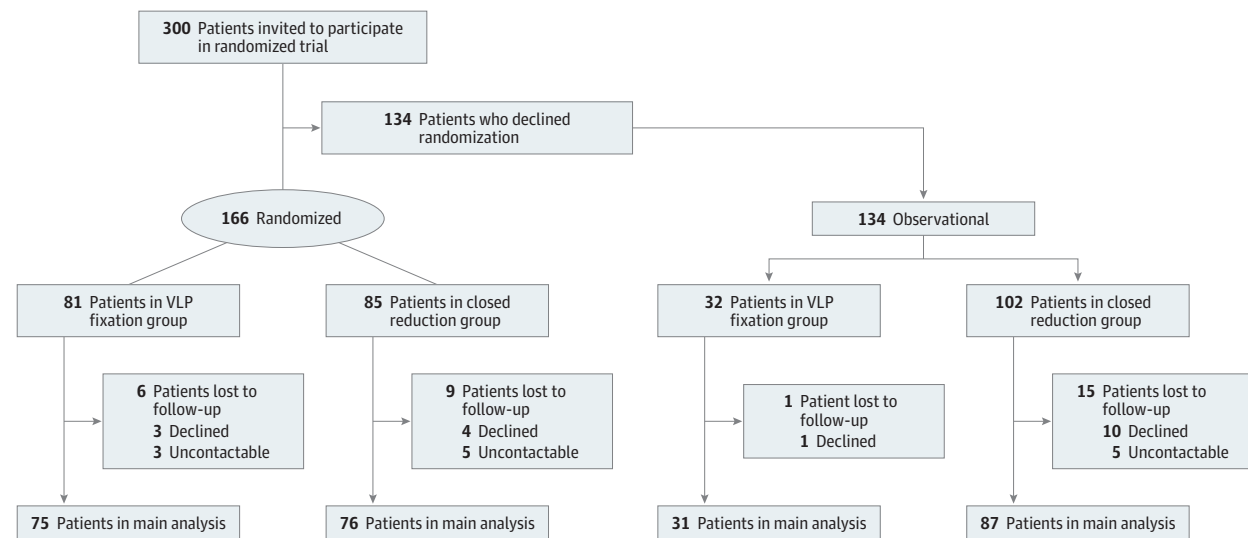 300 Patients invited to participate
in randomized trial
134 Patients who declined
randomization
166 Randomized
134 Observational
81 Patients in VLP
fixation group
85 Patients in closed
reduction group
32 Patients in VLP
fixation group
102 Patients in closed
reduction group
6 Patients lost to
follow-up
3 Declined
3 Uncontactable
9 Patients lost to
follow-up
4 Declined
5 Uncontactable
1 Patient lost to
follow-up
1 Declined
15 Patients lost to
follow-up
10 Declined
5 Uncontactable
75 Patients in main analysis
76 Patients in main analysis
31 Patients in main analysis
87 Patients in main analysis